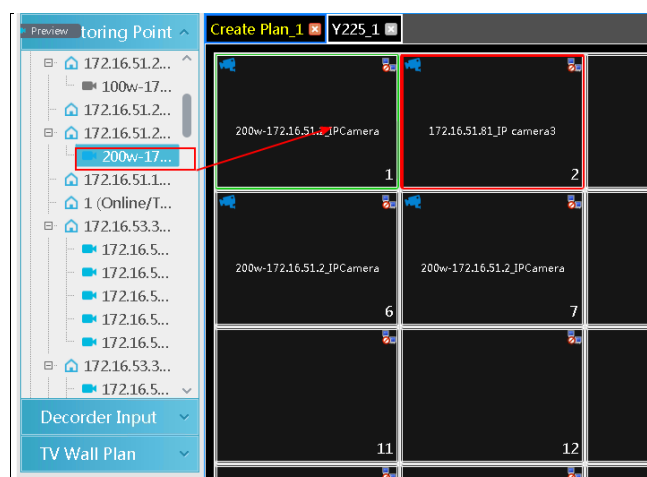 Preview
toring Point
Create Plan_1
Y225_1
172.16.51.2...
100w-17...
172.16.51.2...
172.16.51.2...
200w-17...
172.16.51.1...
1 (Online/T...
172.16.53.3...
172.16.5...
172.16.5...
172.16.5...
172.16.5...
172.16.5...
172.16.53.3...
172.16.5...
Decorder Input
TV Wall Plan
200w-172.16.51.2_IPCamera
1
172.16.51.81_IP camera3
2
200w-172.16.51.2_IPCamera
6
200w-172.16.51.2_IPCamera
7
11
12